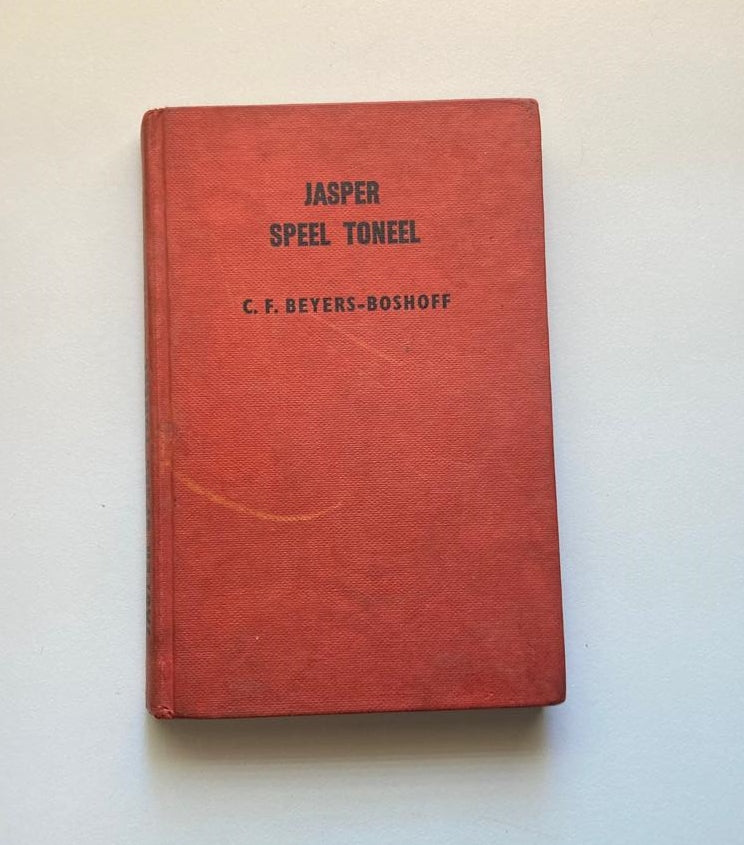 JASPER
SPEEL TONEEL
C. F. BEYERS-BOSHOFF